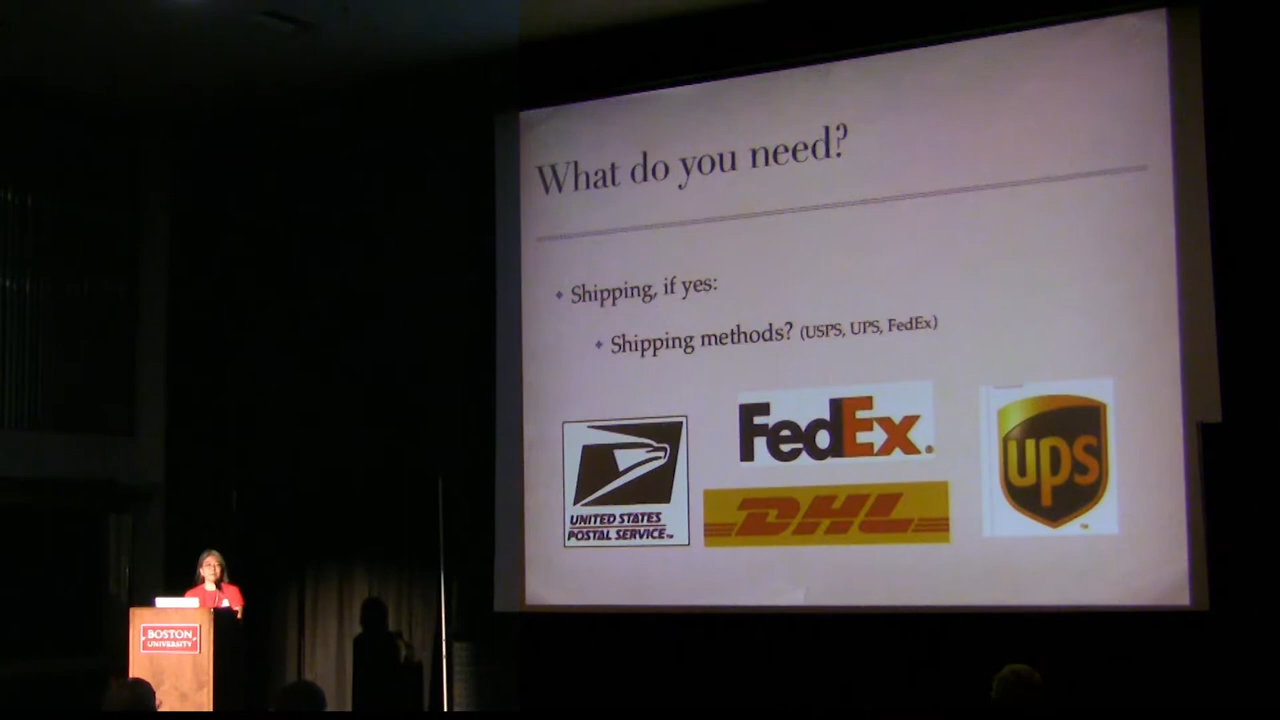 What do you need?
Shipping, if yes:
Shipping methods? (USPS, UPS, FedEx)
FedEx.
ups
DHL
UNITED STATES
POSTAL SERVICE™
BOSTON
UNIVERSITY